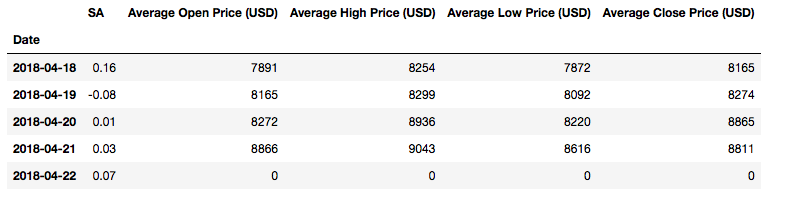 SA Average Open Price (USD) Average High Price (USD) Average Low Price (USD) Average Close Price (USD)
Date
2018-04-18 0.16 7891 8254 7872 8165
2018-04-19 -0.08 8165 8299 8092 8274
2018-04-20 0.01 8272 8936 8220 8865
2018-04-21 0.03 8866 9043 8616 8811
2018-04-22 0.07 0 0 0 0